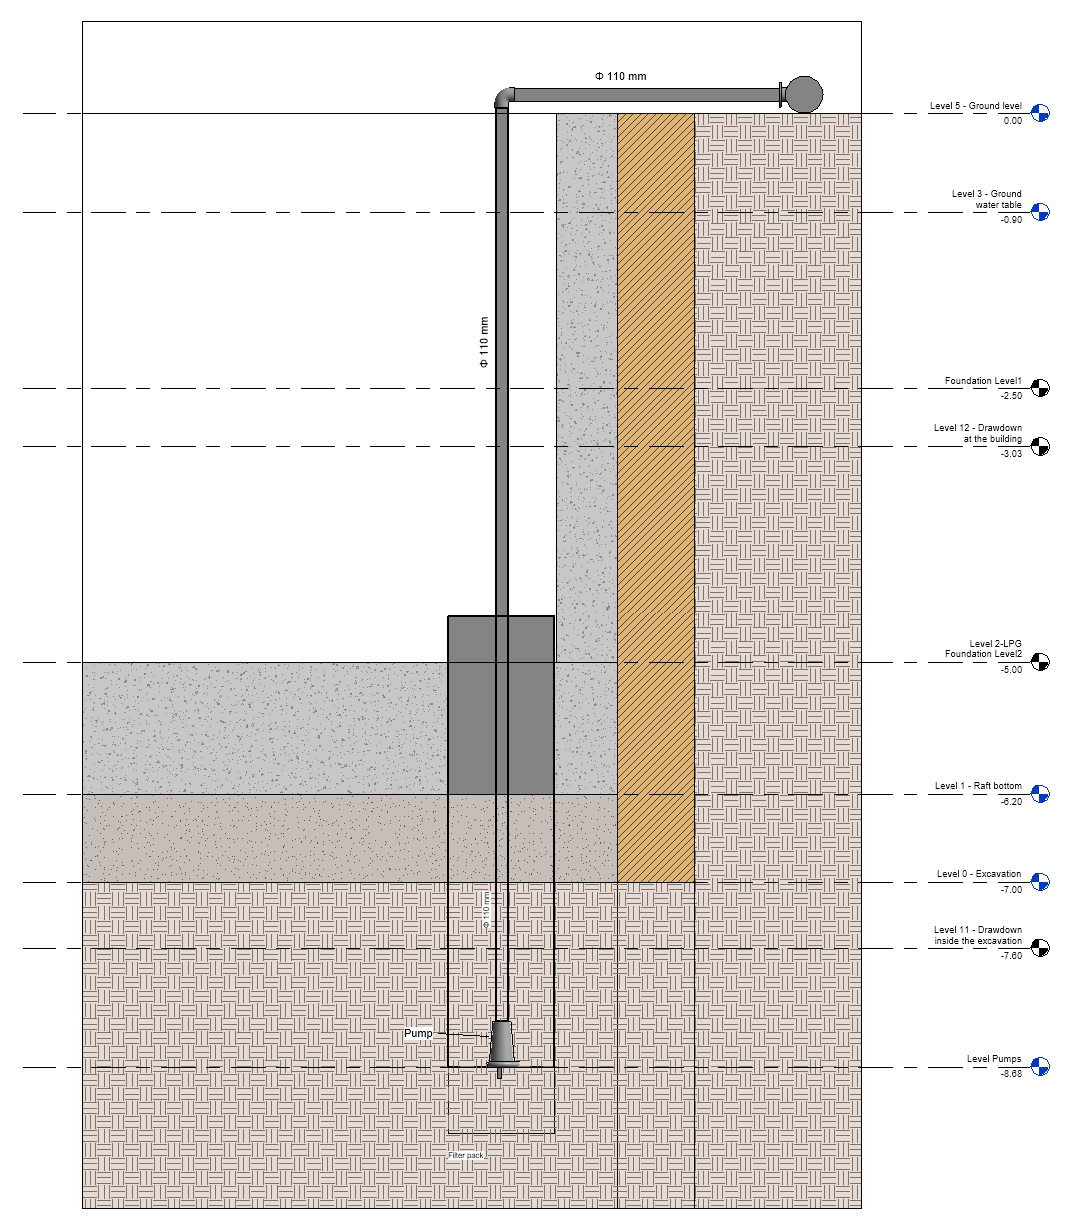 Φ 110 mm
Level 5 - Ground level
0.00
Level 3 - Ground
water table
-0.90
Φ 110 mm
Foundation Level1
-2.50
Level 12 - Drawdown
at the building
-3.03
Level 2-LPG
Foundation Level2
-5.00
Level 1 - Raft bottom
-6.20
Level 0 - Excavation
-7.00
Φ 110 mm
Level 11 - Drawdown
inside the excavation
-7.60
Pump
Level Pumps
-8.68
Filter pack